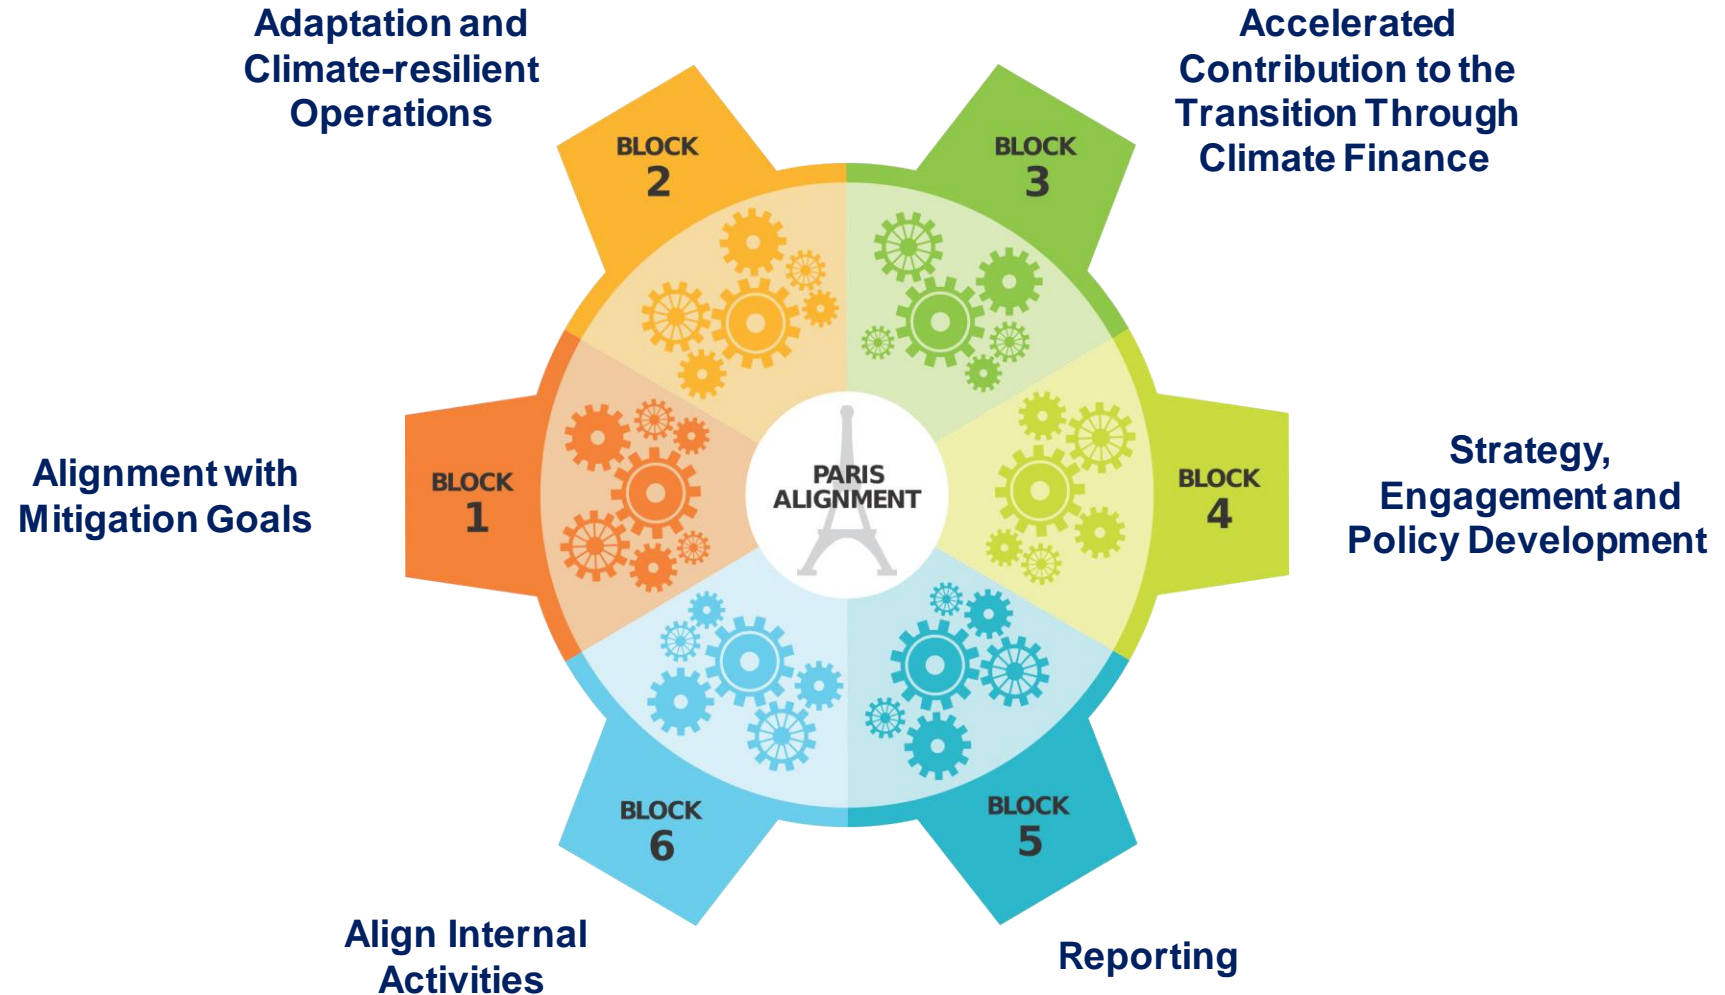 Adaptation and
Climate-resilient
Operations
Accelerated
Contribution to the
Transition Through
Climate Finance
BLOCK
2
BLOCK
3
Alignment with
Mitigation Goals
BLOCK
1
PARIS
ALIGNMENT
BLOCK
4
Strategy,
Engagement and
Policy Development
BLOCK
6
BLOCK
5
Align Internal
Activities
Reporting